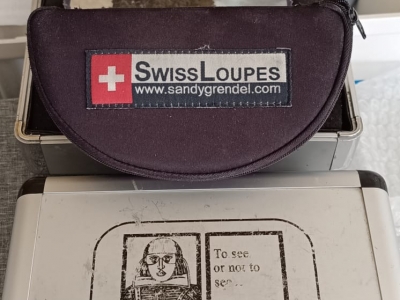 SWISSLOUPES
www.sandygrendel.com
To see
or not to
see...